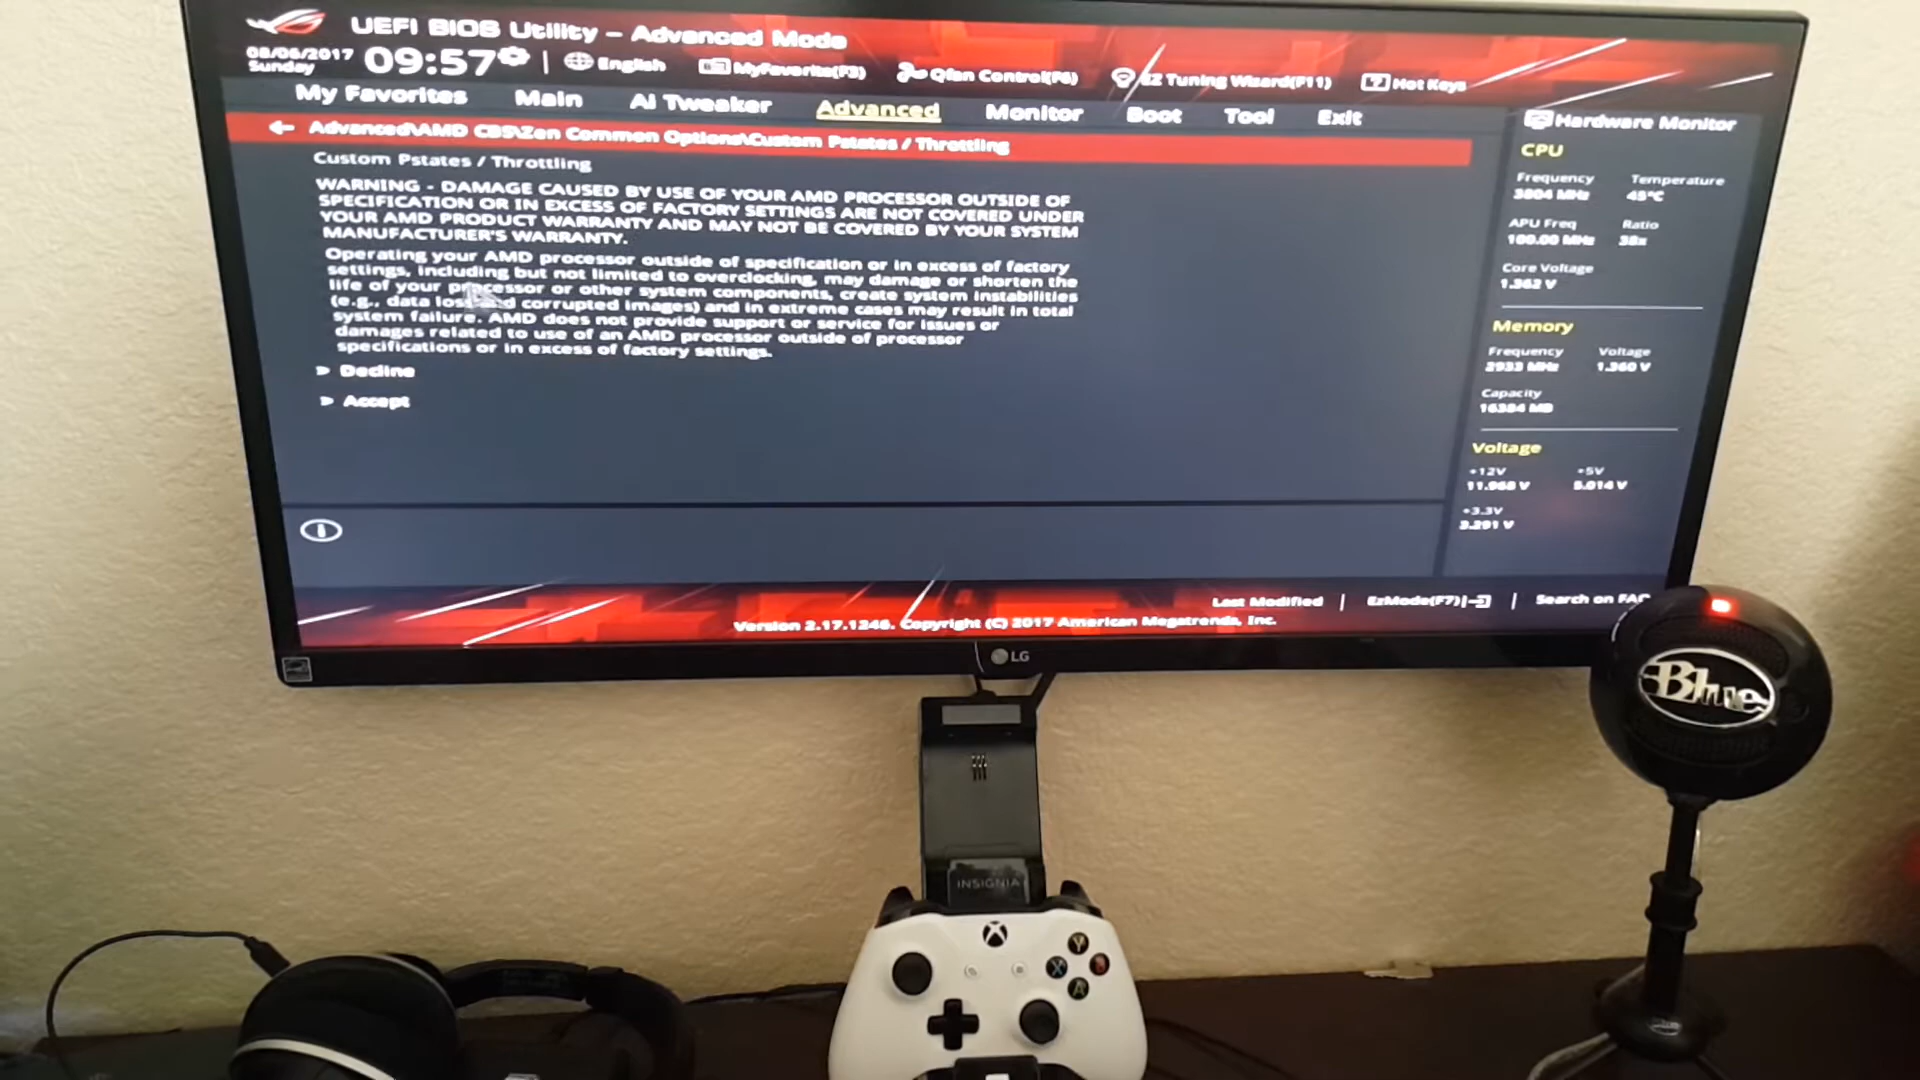 UEFI BIOS Utility – Advanced Mode
08/06/2017
Sunday
09:57
English
MyFavorite(F3)
Qfan Control(F6)
EZ Tuning Wizard(F11)
Hot Keys
My Favorites
Main
Ai Tweaker
Advanced
Monitor
Boot
Tool
Exit
Advanced\AMD CBS\Zen Common Options\Custom Pstates / Throttling
Custom Pstates / Throttling
WARNING - DAMAGE CAUSED BY USE OF YOUR AMD PROCESSOR OUTSIDE OF
SPECIFICATION OR IN EXCESS OF FACTORY SETTINGS ARE NOT COVERED UNDER
YOUR AMD PRODUCT WARRANTY AND MAY NOT BE COVERED BY YOUR SYSTEM
MANUFACTURER'S WARRANTY.
Operating your AMD processor outside of specification or in excess of factory
settings, including but not limited to overclocking, may damage or shorten the
life of your processor or other system components, create system instabilities
(e.g., data loss and corrupted images) and in extreme cases may result in total
system failure. AMD does not provide support or service for issues or
damages related to use of an AMD processor outside of processor
specifications or in excess of factory settings.
Decline
Accept
Hardware Monitor
CPU
Frequency Temperature
3804 MHz 45°C
APU Freq Ratio
100.00 MHz 38x
Core Voltage
1.362 V
Memory
Frequency Voltage
2933 MHz 1.360 V
Capacity
16384 MB
Voltage
+12V +5V
11.968 V 5.014 V
+3.3V
3.291 V
Last Modified
EzMode(F7)
Search on FAQ
Version 2.17.1246. Copyright (C) 2017 American Megatrends, Inc.
LG
Blue
INSIGNIA
Y
X
B
A